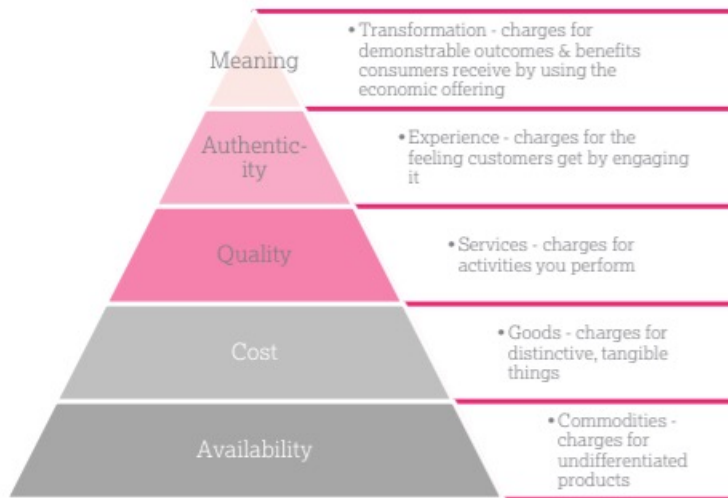 Meaning
• Transformation - charges for
demonstrable outcomes & benefits
consumers receive by using the
economic offering
Authentic-
ity
• Experience - charges for the
feeling customers get by engaging
it
Quality
• Services - charges for
activities you perform
Cost
• Goods - charges for
distinctive, tangible
things
Availability
• Commodities -
charges for
undifferentiated
products